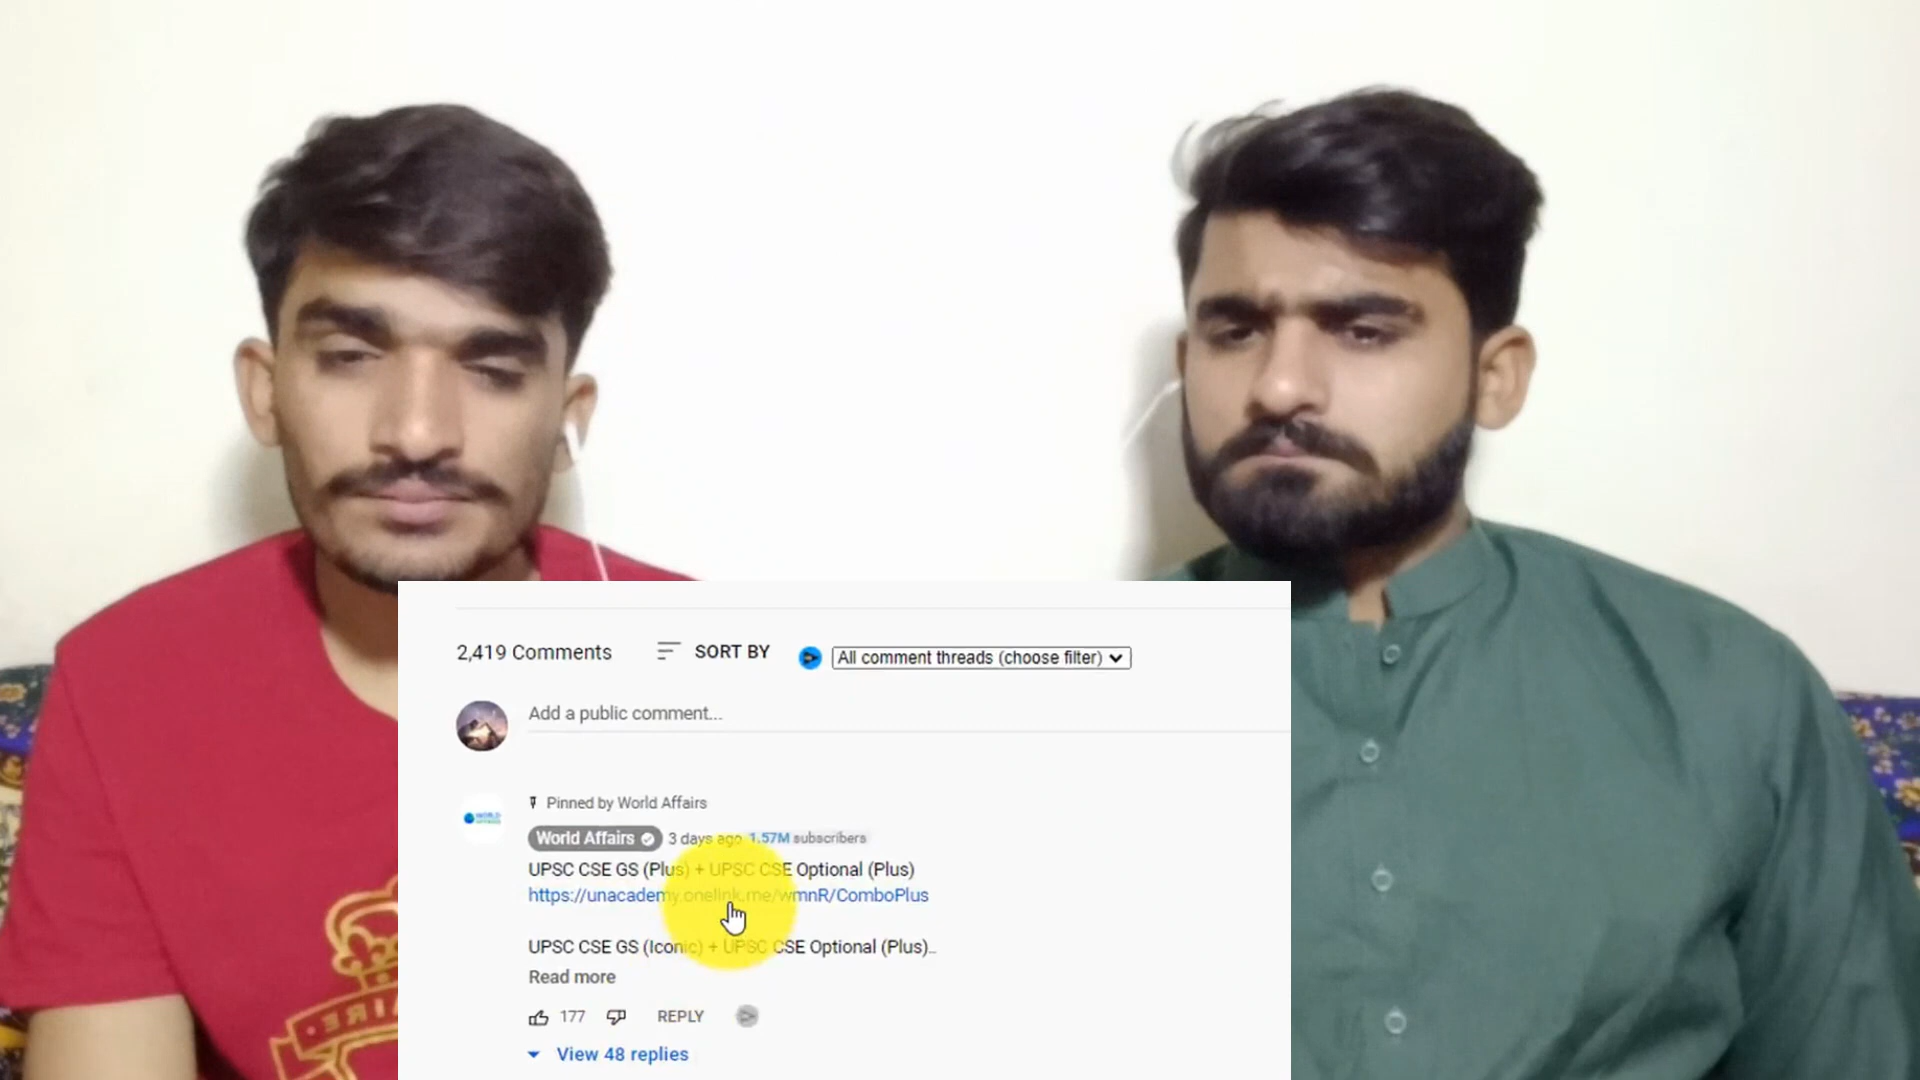 2,419 Comments
SORT BY
All comment threads (choose filter)
Add a public comment...
Pinned by World Affairs
World Affairs 3 days ago 1.57M subscribers
UPSC CSE GS (Plus) + UPSC CSE Optional (Plus)
https://unacademy.onelink.me/wmnR/ComboPlus
UPSC CSE GS (Iconic) + UPSC CSE Optional (Plus)..
Read more
177
REPLY
View 48 replies